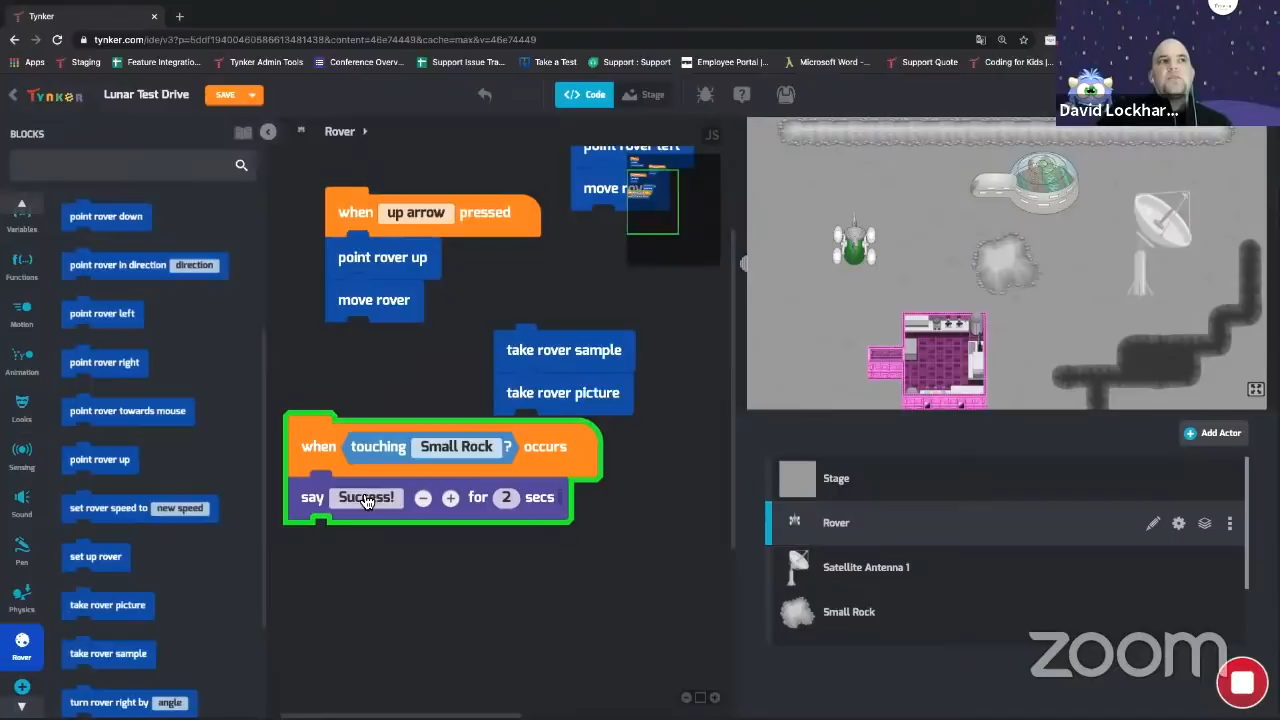 Tynker
tynker.com/ide/v3?p=5ddf19400460586613481438&content=46e74449&cache=max&v=46e74449
Apps
Staging
Feature Integratio...
Tynker Admin Tools
Conference Overv...
Support Issue Tra...
Take a Test
Support : Support
Employee Portal |...
Microsoft Word -...
Support Quote
Coding for Kids |...
David Lockhar...
TYNKER
Lunar Test Drive
SAVE
</> Code
Stage
BLOCKS
Rover
JS
Variables
Functions
Motion
Animation
Looks
Sensing
Sound
Pen
Physics
Rover
point rover down
point rover in direction direction
point rover left
point rover right
point rover towards mouse
point rover up
set rover speed to new speed
set up rover
take rover picture
take rover sample
turn rover right by angle
point rover left
move
when up arrow pressed
point rover up
move rover
take rover sample
take rover picture
when touching Small Rock ? occurs
say Success! − + for 2 secs
Add Actor
Stage
Rover
Satellite Antenna 1
Small Rock
zoom